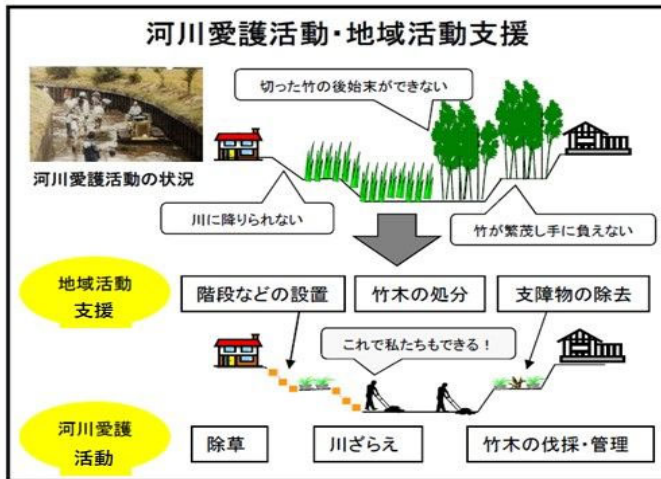 河川愛護活動・地域活動支援
切った竹の後始末ができない
河川愛護活動の状況
川に降りられない
竹が繁茂し手に負えない
地域活動
支援
階段などの設置
竹木の処分
支障物の除去
これで私たちもできる！
河川愛護
活動
除草
川ざらえ
竹木の伐採・管理